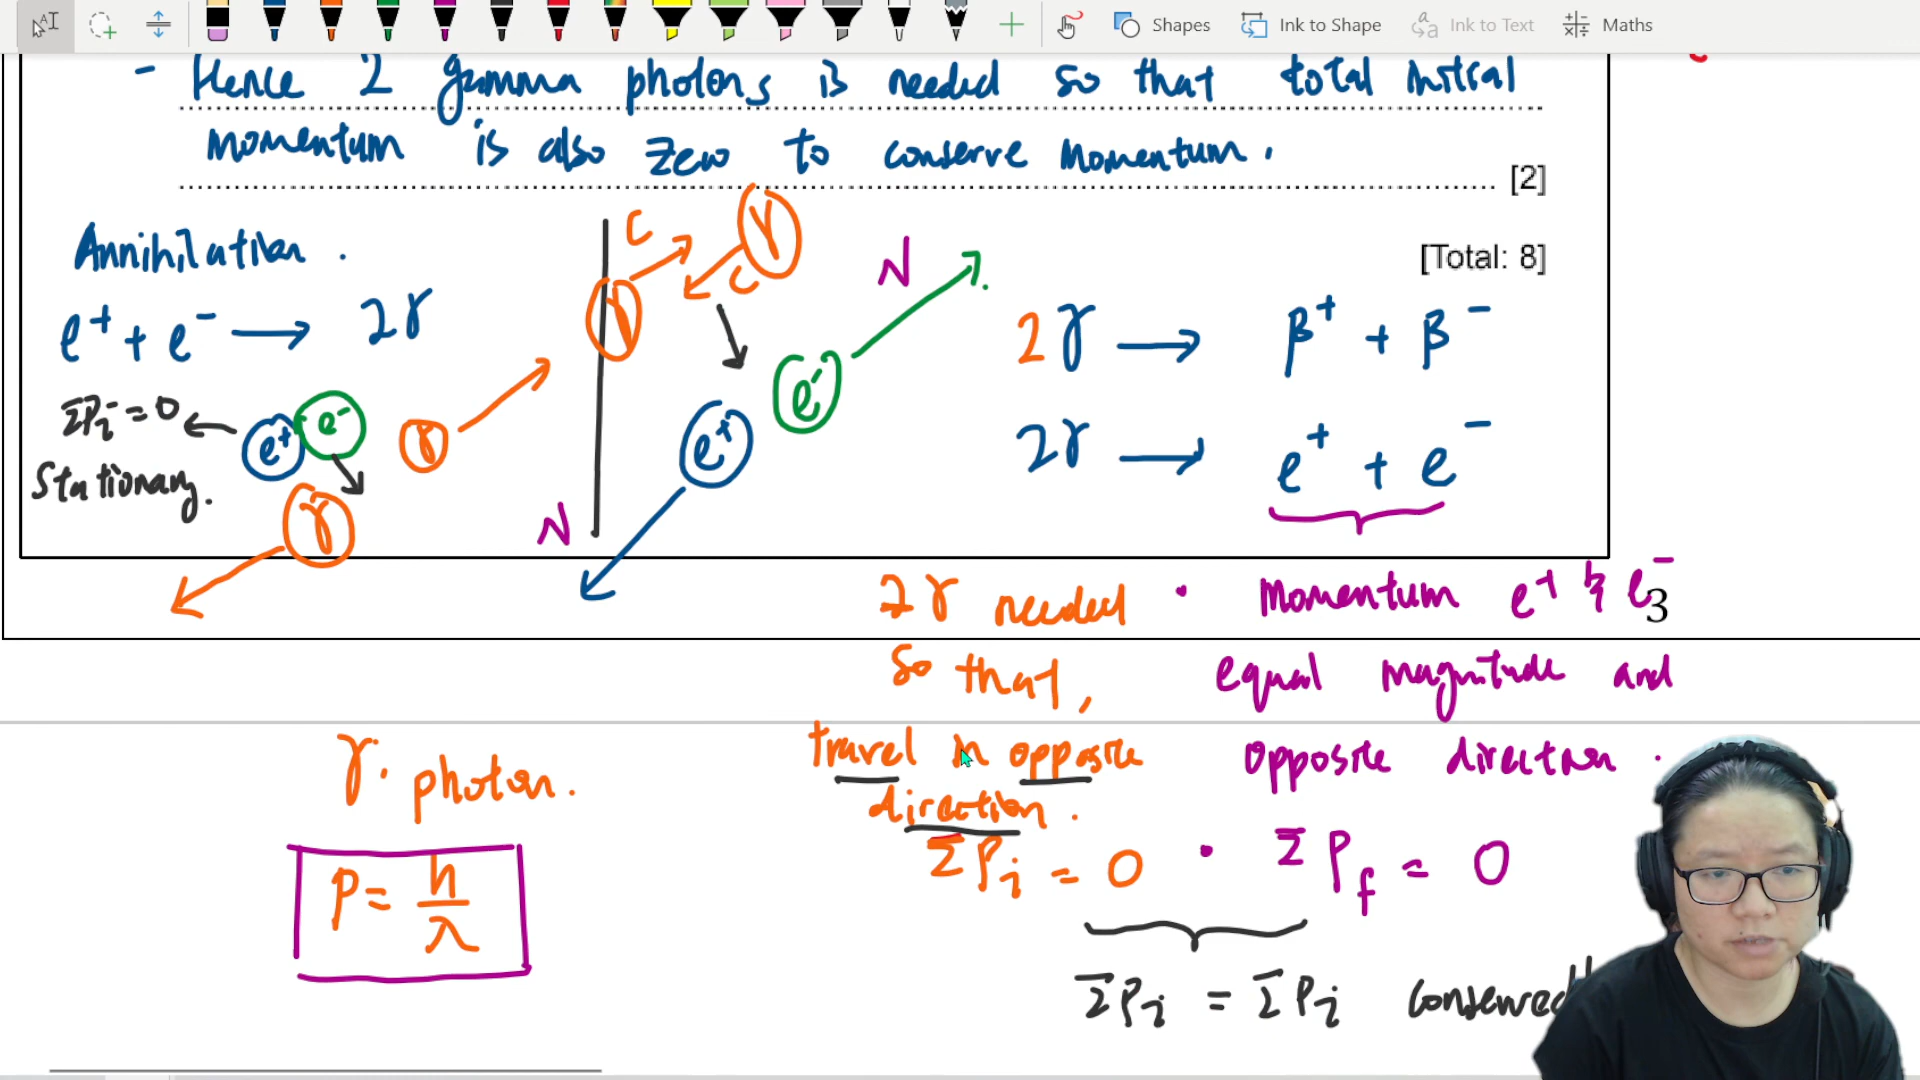 Shapes
Ink to Shape
Ink to Text
Maths
- Hence 2 gamma photons is needed so that total initial
momentum is also zero to conserve momentum.
[2]
[Total: 8]
Annihilation.
e⁺ + e⁻ → 2γ
Σpᵢ = 0
Stationary.
e⁺
e⁻
γ
γ
N
γ
c
γ
c
N
e⁺
e⁻
2γ → β⁺ + β⁻
2γ → e⁺ + e⁻
2γ needed
so that,
travel in opposite
direction.
Σpᵢ = 0
• Momentum e⁺ & e⁻
3
equal magnitude and
opposite direction.
• Σp_f = 0
Σpᵢ = Σpᵢ conserved
γ. photon.
p = h/λ